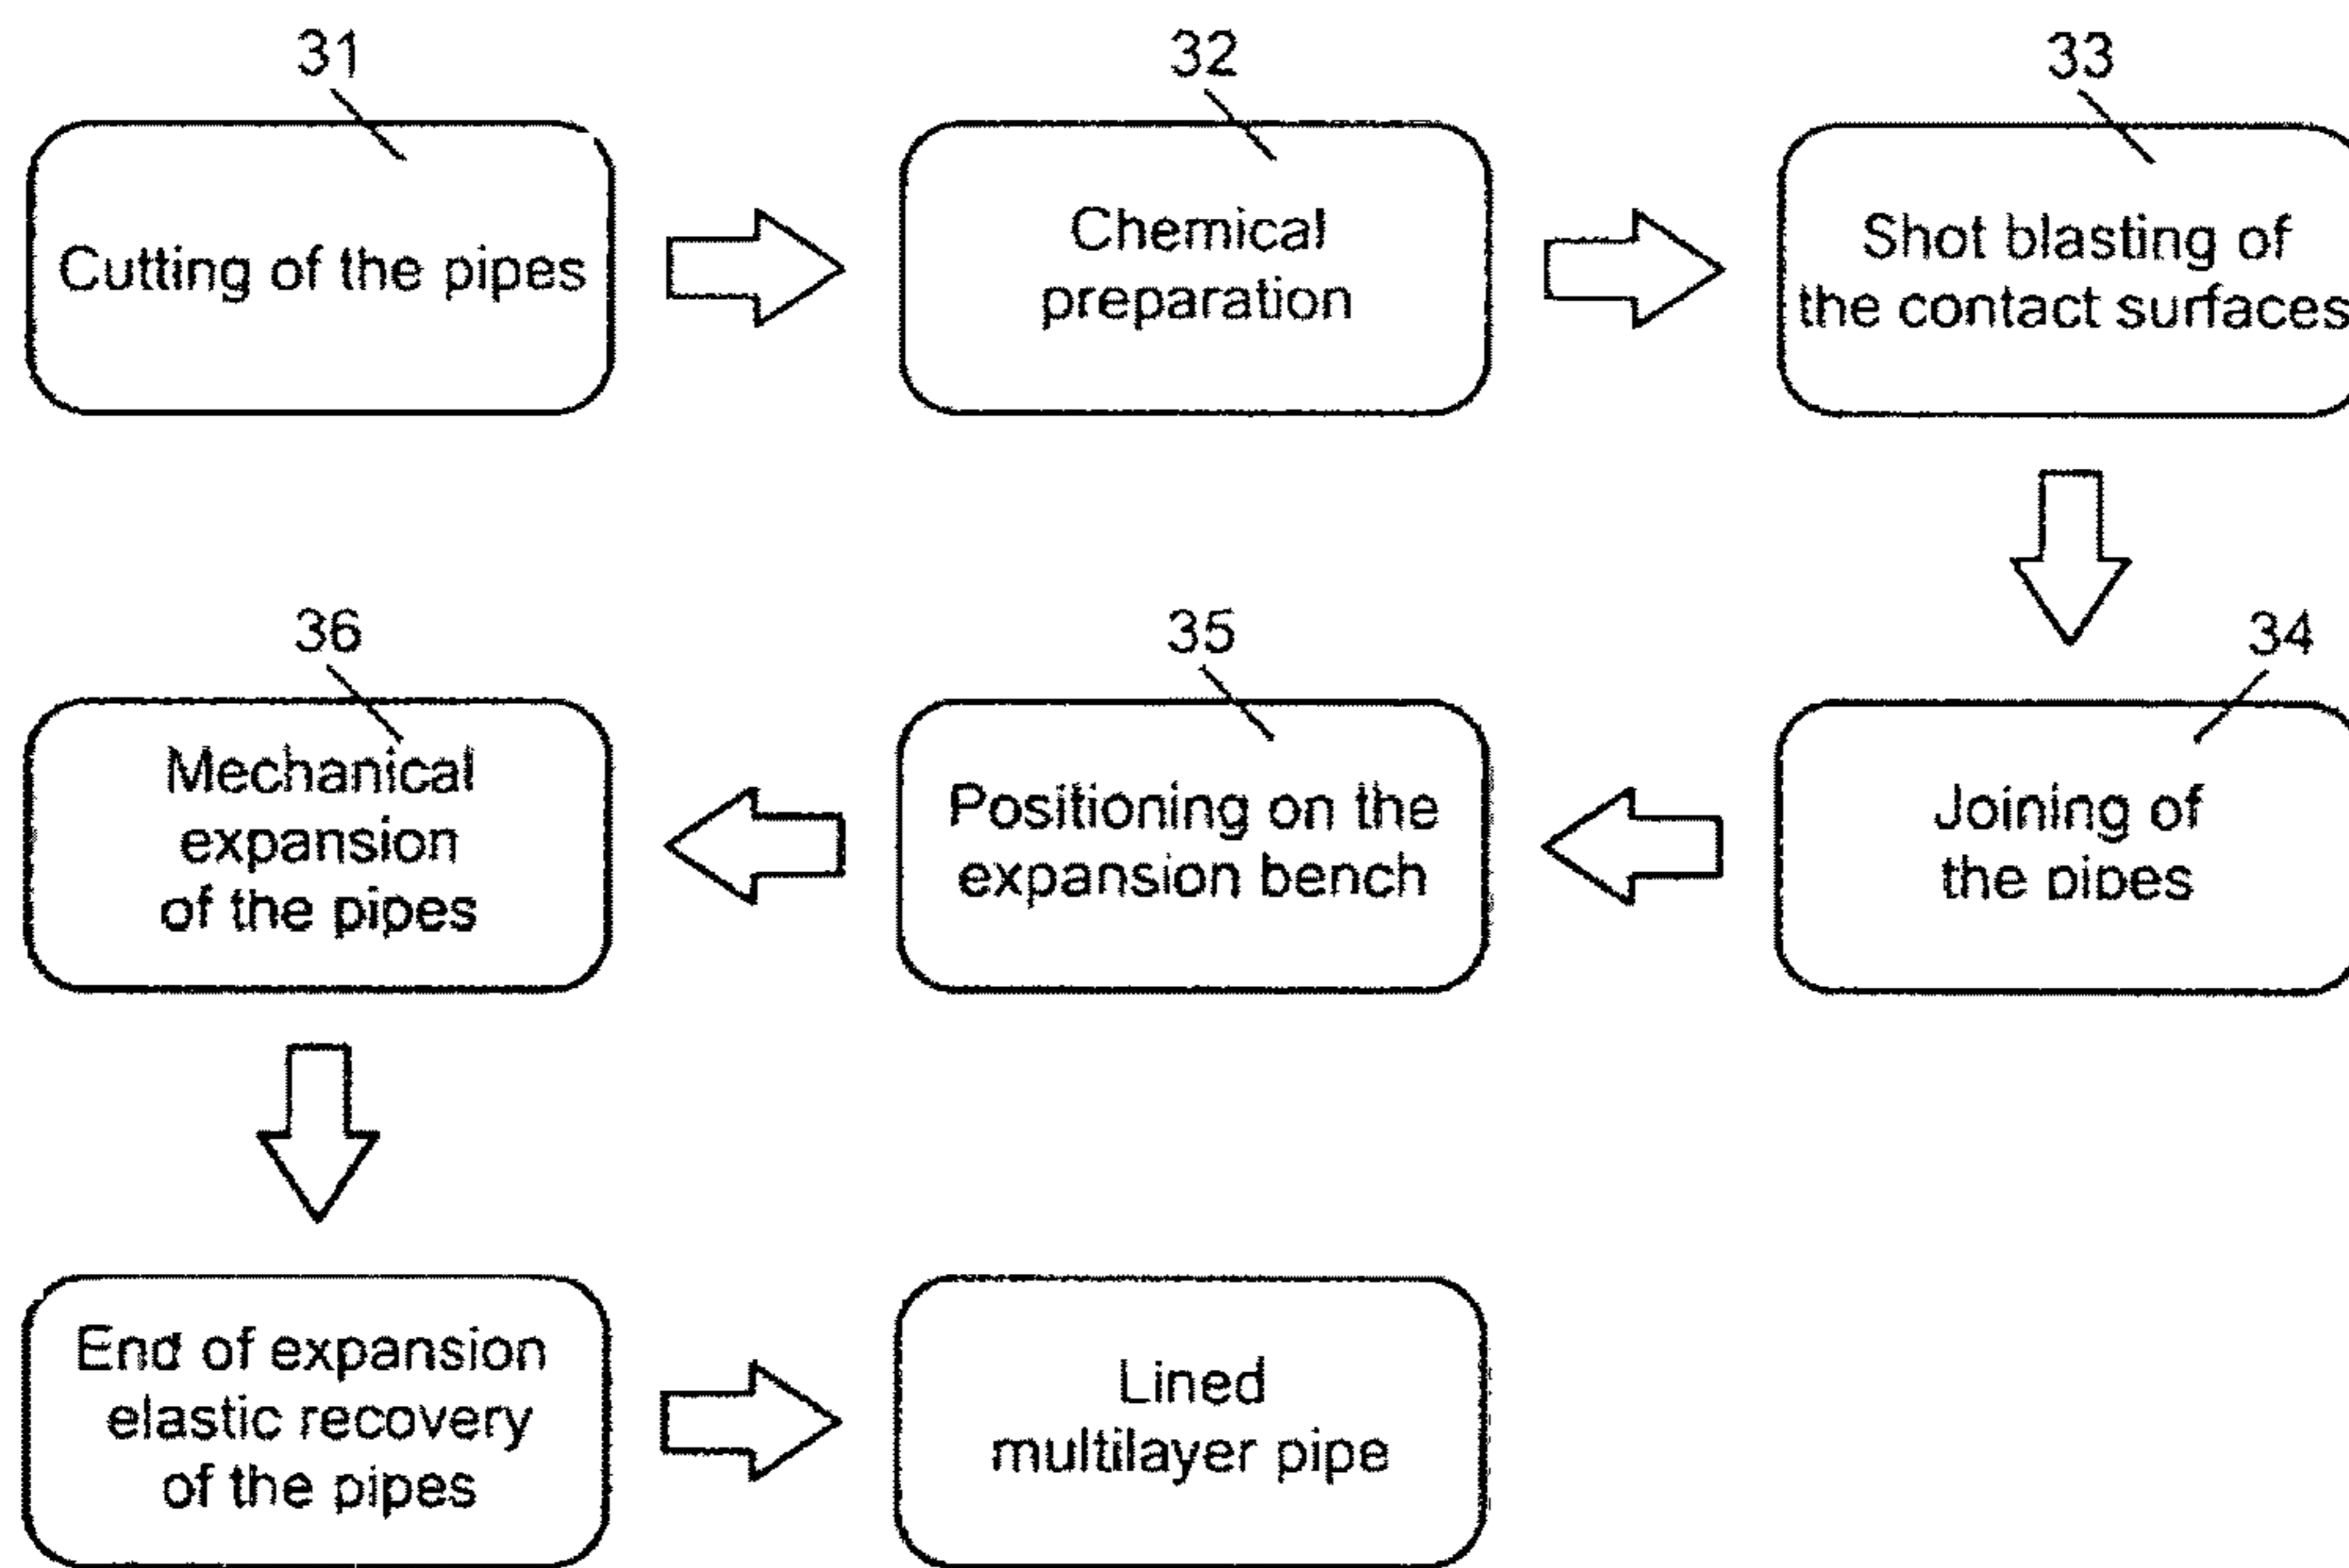 31
Cutting of the pipes
32
Chemical
preparation
33
Shot blasting of
the contact surfaces
34
Joining of
the pipes
35
Positioning on the
expansion bench
36
Mechanical
expansion
of the pipes
End of expansion
elastic recovery
of the pipes
Lined
multilayer pipe